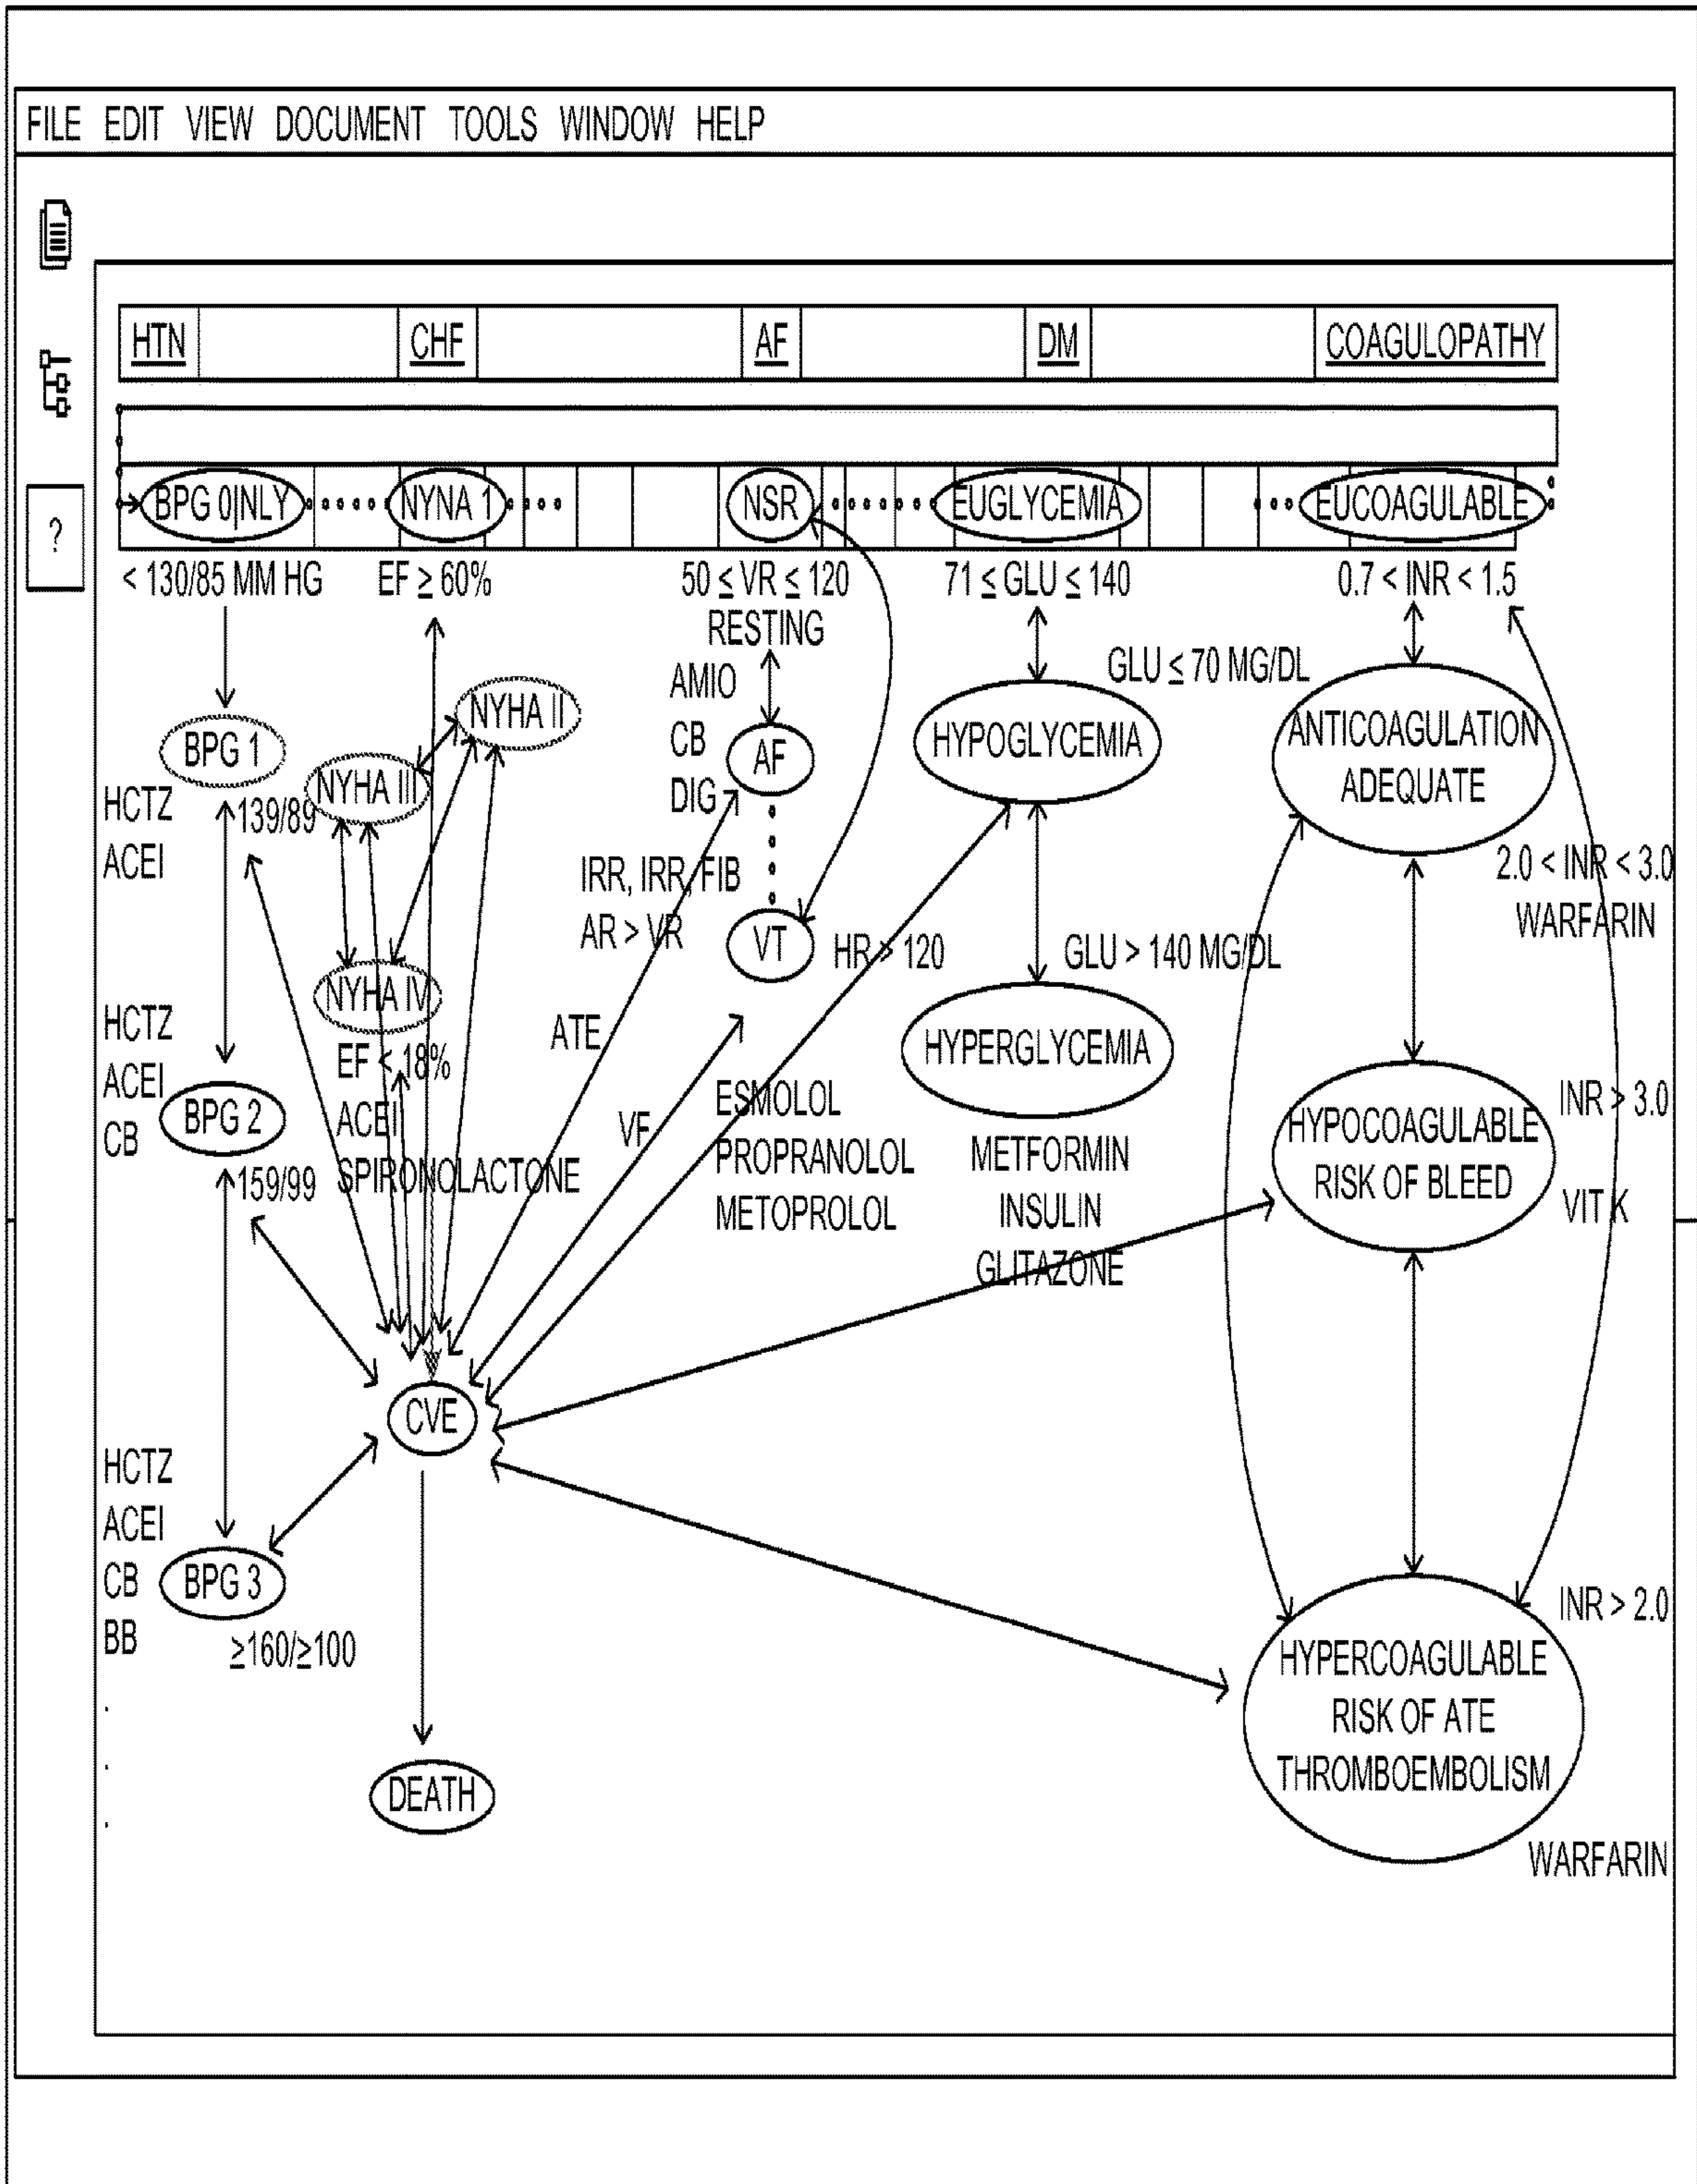 FILE EDIT VIEW DOCUMENT TOOLS WINDOW HELP
HTN CHF AF DM COAGULOPATHY
?
BPG 0|NLY NYNA 1 NSR EUGLYCEMIA EUCOAGULABLE
< 130/85 MM HG EF ≥ 60% 50 ≤ VR ≤ 120 71 ≤ GLU ≤ 140 0.7 < INR < 1.5
RESTING
GLU ≤ 70 MG/DL
AMIO
CB
DIG
NYHA II
BPG 1
NYHA III
AF
HYPOGLYCEMIA
ANTICOAGULATION
ADEQUATE
HCTZ
ACEI
139/89
IRR, IRR, FIB
AR > VR
2.0 < INR < 3.0
WARFARIN
VT
HR > 120
GLU > 140 MG/DL
NYHA IV
EF < 18%
ACEI
SPIRONOLACTONE
HCTZ
ACEI
CB
BPG 2
159/99
ATE
VF
HYPERGLYCEMIA
ESMOLOL
PROPRANOLOL
METOPROLOL
METFORMIN
INSULIN
GLITAZONE
HYPOCOAGULABLE
RISK OF BLEED
INR > 3.0
VIT K
CVE
HCTZ
ACEI
CB
BB
BPG 3
≥160/≥100
INR > 2.0
HYPERCOAGULABLE
RISK OF ATE
THROMBOEMBOLISM
DEATH
WARFARIN